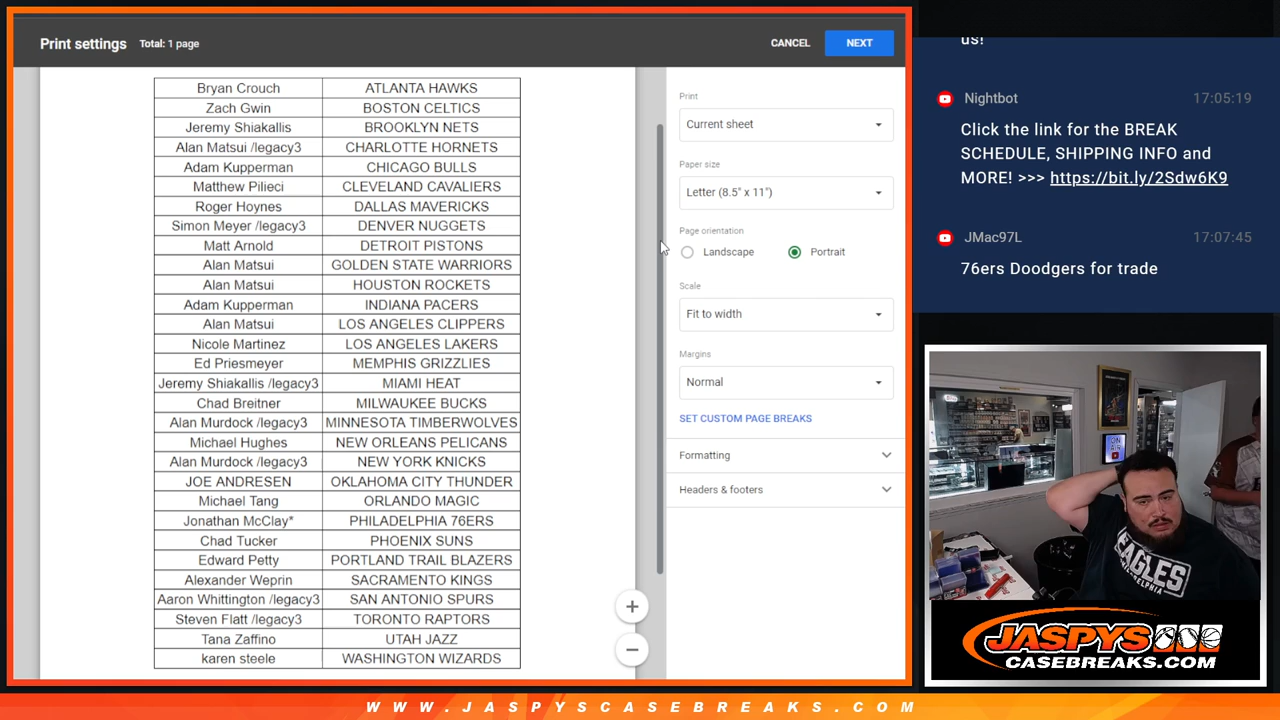 Print settings
Total: 1 page
CANCEL
NEXT
Bryan Crouch ATLANTA HAWKS
Zach Gwin BOSTON CELTICS
Jeremy Shiakallis BROOKLYN NETS
Alan Matsui /legacy3 CHARLOTTE HORNETS
Adam Kupperman CHICAGO BULLS
Matthew Pilieci CLEVELAND CAVALIERS
Roger Hoynes DALLAS MAVERICKS
Simon Meyer /legacy3 DENVER NUGGETS
Matt Arnold DETROIT PISTONS
Alan Matsui GOLDEN STATE WARRIORS
Alan Matsui HOUSTON ROCKETS
Adam Kupperman INDIANA PACERS
Alan Matsui LOS ANGELES CLIPPERS
Nicole Martinez LOS ANGELES LAKERS
Ed Priesmeyer MEMPHIS GRIZZLIES
Jeremy Shiakallis /legacy3 MIAMI HEAT
Chad Breitner MILWAUKEE BUCKS
Alan Murdock /legacy3 MINNESOTA TIMBERWOLVES
Michael Hughes NEW ORLEANS PELICANS
Alan Murdock /legacy3 NEW YORK KNICKS
JOE ANDRESEN OKLAHOMA CITY THUNDER
Michael Tang ORLANDO MAGIC
Jonathan McClay* PHILADELPHIA 76ERS
Chad Tucker PHOENIX SUNS
Edward Petty PORTLAND TRAIL BLAZERS
Alexander Weprin SACRAMENTO KINGS
Aaron Whittington /legacy3 SAN ANTONIO SPURS
Steven Flatt /legacy3 TORONTO RAPTORS
Tana Zaffino UTAH JAZZ
karen steele WASHINGTON WIZARDS
Print
Current sheet
Paper size
Letter (8.5" x 11")
Page orientation
Landscape
Portrait
Scale
Fit to width
Margins
Normal
SET CUSTOM PAGE BREAKS
Formatting
Headers & footers
us!
Nightbot 17:05:19
Click the link for the BREAK
SCHEDULE, SHIPPING INFO and
MORE! >>> https://bit.ly/2Sdw6K9
JMac97L 17:07:45
76ers Doodgers for trade
ON
AIR
EAGLES
PHILADELPHIA
JASPYS
CASEBREAKS.COM
WWW.JASPYSCASEBREAKS.COM